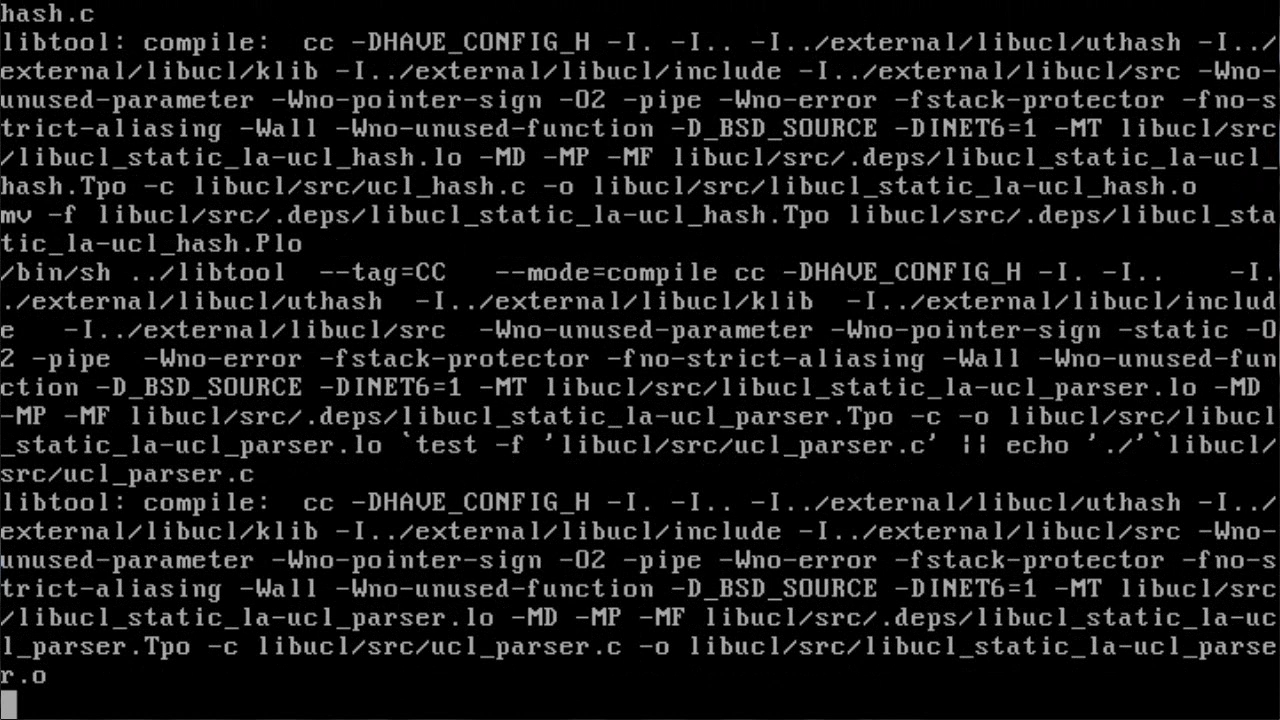 hash.c
libtool: compile:  cc -DHAVE_CONFIG_H -I. -I.. -I../external/libucl/uthash -I../
external/libucl/klib -I../external/libucl/include -I../external/libucl/src -Wno-
unused-parameter -Wno-pointer-sign -O2 -pipe -Wno-error -fstack-protector -fno-s
trict-aliasing -Wall -Wno-unused-function -D_BSD_SOURCE -DINET6=1 -MT libucl/src
/libucl_static_la-ucl_hash.lo -MD -MP -MF libucl/src/.deps/libucl_static_la-ucl_
hash.Tpo -c libucl/src/ucl_hash.c -o libucl/src/libucl_static_la-ucl_hash.o
mv -f libucl/src/.deps/libucl_static_la-ucl_hash.Tpo libucl/src/.deps/libucl_sta
tic_la-ucl_hash.Plo
/bin/sh ../libtool  --tag=CC   --mode=compile cc -DHAVE_CONFIG_H -I. -I..    -I.
./external/libucl/uthash  -I../external/libucl/klib  -I../external/libucl/includ
e   -I../external/libucl/src  -Wno-unused-parameter -Wno-pointer-sign -static -O
2 -pipe  -Wno-error -fstack-protector -fno-strict-aliasing -Wall -Wno-unused-fun
ction -D_BSD_SOURCE -DINET6=1 -MT libucl/src/libucl_static_la-ucl_parser.lo -MD
-MP -MF libucl/src/.deps/libucl_static_la-ucl_parser.Tpo -c -o libucl/src/libucl
_static_la-ucl_parser.lo `test -f 'libucl/src/ucl_parser.c' || echo './'`libucl/
src/ucl_parser.c
libtool: compile:  cc -DHAVE_CONFIG_H -I. -I.. -I../external/libucl/uthash -I../
external/libucl/klib -I../external/libucl/include -I../external/libucl/src -Wno-
unused-parameter -Wno-pointer-sign -O2 -pipe -Wno-error -fstack-protector -fno-s
trict-aliasing -Wall -Wno-unused-function -D_BSD_SOURCE -DINET6=1 -MT libucl/src
/libucl_static_la-ucl_parser.lo -MD -MP -MF libucl/src/.deps/libucl_static_la-uc
l_parser.Tpo -c libucl/src/ucl_parser.c -o libucl/src/libucl_static_la-ucl_parse
r.o